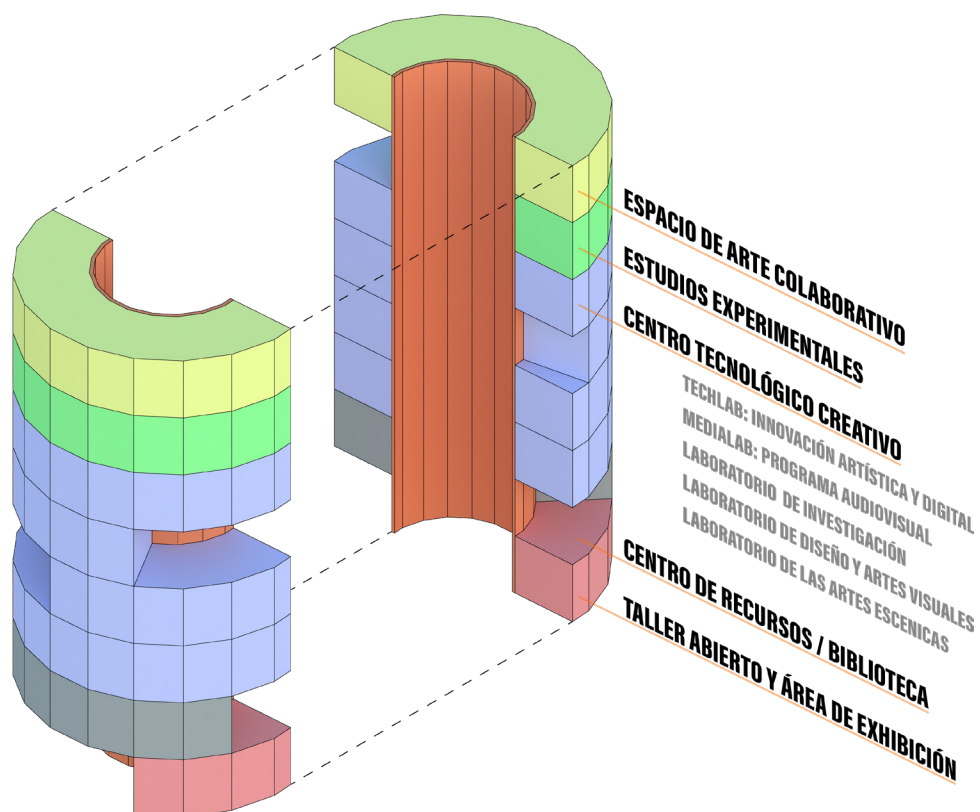 ESPACIO DE ARTE COLABORATIVO
ESTUDIOS EXPERIMENTALES
CENTRO TECNOLÓGICO CREATIVO
TECHLAB: INNOVACIÓN ARTÍSTICA Y DIGITAL
MEDIALAB: PROGRAMA AUDIOVISUAL
LABORATORIO DE INVESTIGACIÓN
LABORATORIO DE DISEÑO Y ARTES VISUALES
LABORATORIO DE LAS ARTES ESCENICAS
CENTRO DE RECURSOS / BIBLIOTECA
TALLER ABIERTO Y ÁREA DE EXHIBICIÓN